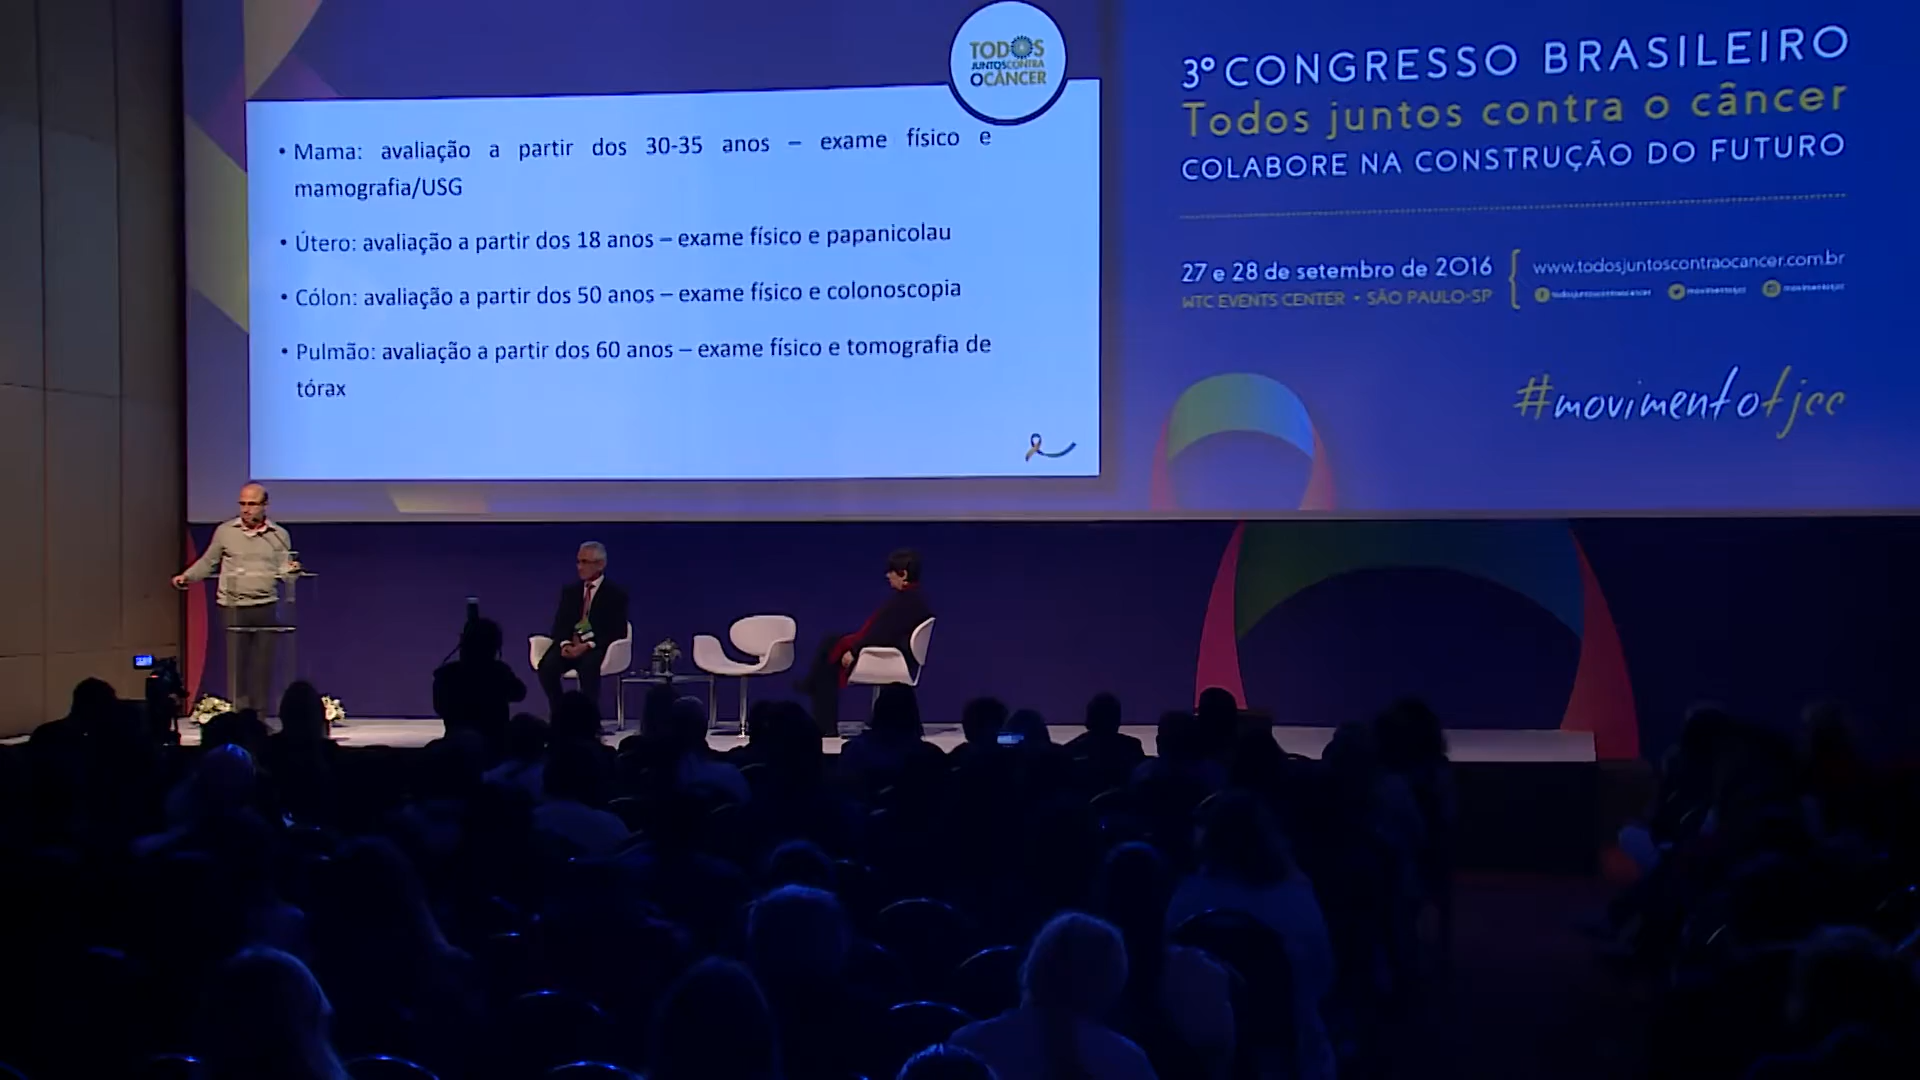 TODOS
JUNTOS CONTRA
O CÂNCER
• Mama: avaliação a partir dos 30-35 anos – exame físico e
mamografia/USG
• Útero: avaliação a partir dos 18 anos – exame físico e papanicolau
• Cólon: avaliação a partir dos 50 anos – exame físico e colonoscopia
• Pulmão: avaliação a partir dos 60 anos – exame físico e tomografia de
tórax
3º CONGRESSO BRASILEIRO
Todos juntos contra o câncer
COLABORE NA CONSTRUÇÃO DO FUTURO
27 e 28 de setembro de 2016
WTC EVENTS CENTER • SÃO PAULO-SP
www.todosjuntoscontraocancer.com.br
#movimentotjcc